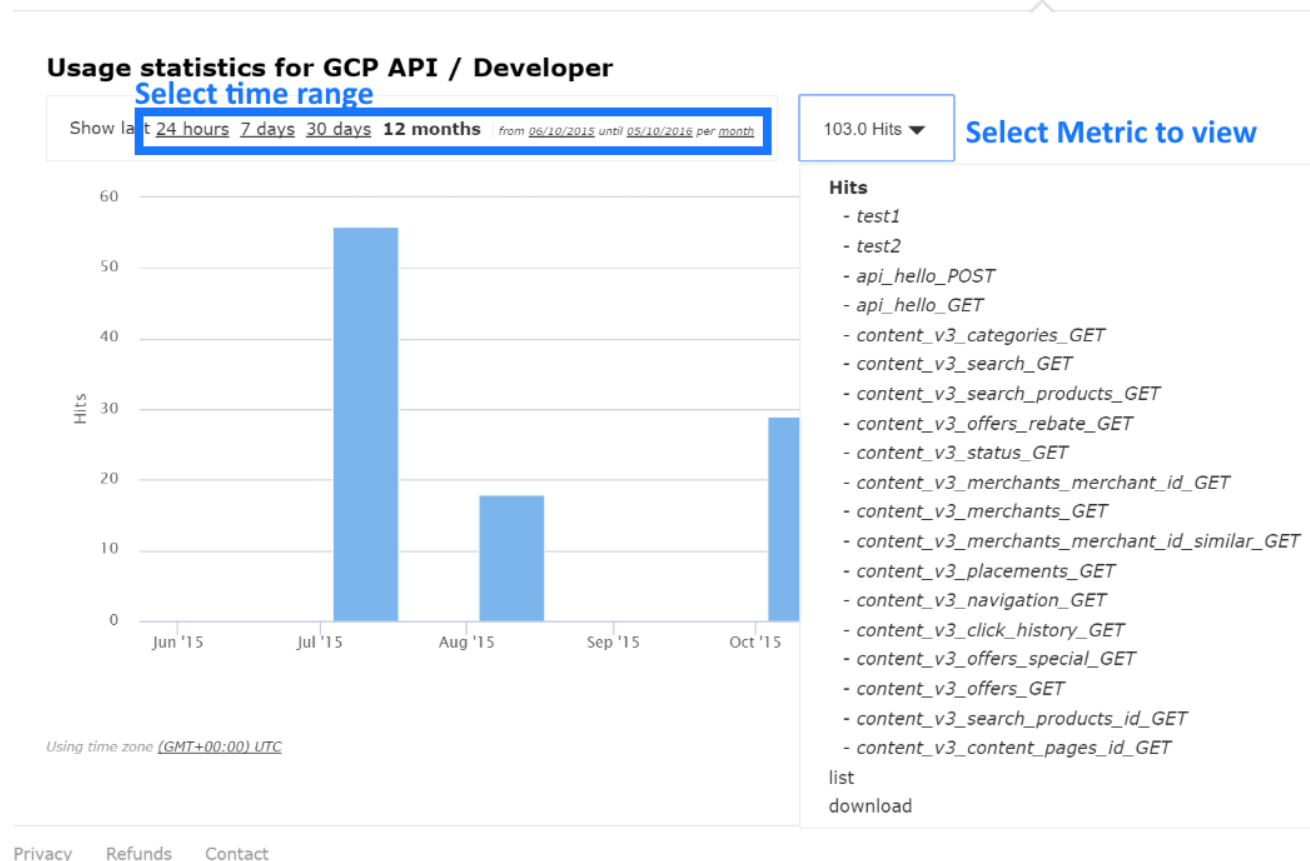 Usage statistics for GCP API / Developer
Select time range
Show last 24 hours 7 days 30 days 12 months from 06/10/2015 until 05/10/2016 per month
103.0 Hits
Select Metric to view
60
50
40
30
20
10
0
Hits
Jun '15 Jul '15 Aug '15 Sep '15 Oct '15
Hits
- test1
- test2
- api_hello_POST
- api_hello_GET
- content_v3_categories_GET
- content_v3_search_GET
- content_v3_search_products_GET
- content_v3_offers_rebate_GET
- content_v3_status_GET
- content_v3_merchants_merchant_id_GET
- content_v3_merchants_GET
- content_v3_merchants_merchant_id_similar_GET
- content_v3_placements_GET
- content_v3_navigation_GET
- content_v3_click_history_GET
- content_v3_offers_special_GET
- content_v3_offers_GET
- content_v3_search_products_id_GET
- content_v3_content_pages_id_GET
list
download
Using time zone (GMT+00:00) UTC
Privacy Refunds Contact